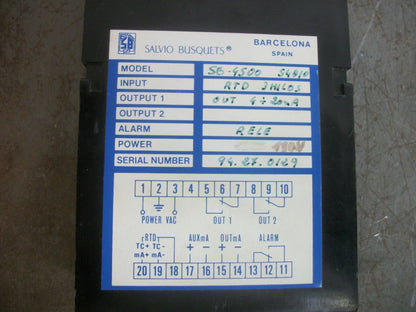 SALVIO BUSQUETS®
BARCELONA
SPAIN
MODEL SB-4500
INPUT RTD 2HILOS
OUTPUT 1 OUT 4÷20mA
OUTPUT 2
ALARM RELE
POWER
SERIAL NUMBER 94.27.0129
1 2 3 4 5 6 7 8 9 10
POWER VAC OUT 1 OUT 2
RTD AUXmA OUTmA ALARM
TC+ TC- + - + -
mA+ mA-
20 19 18 17 16 15 14 13 12 11